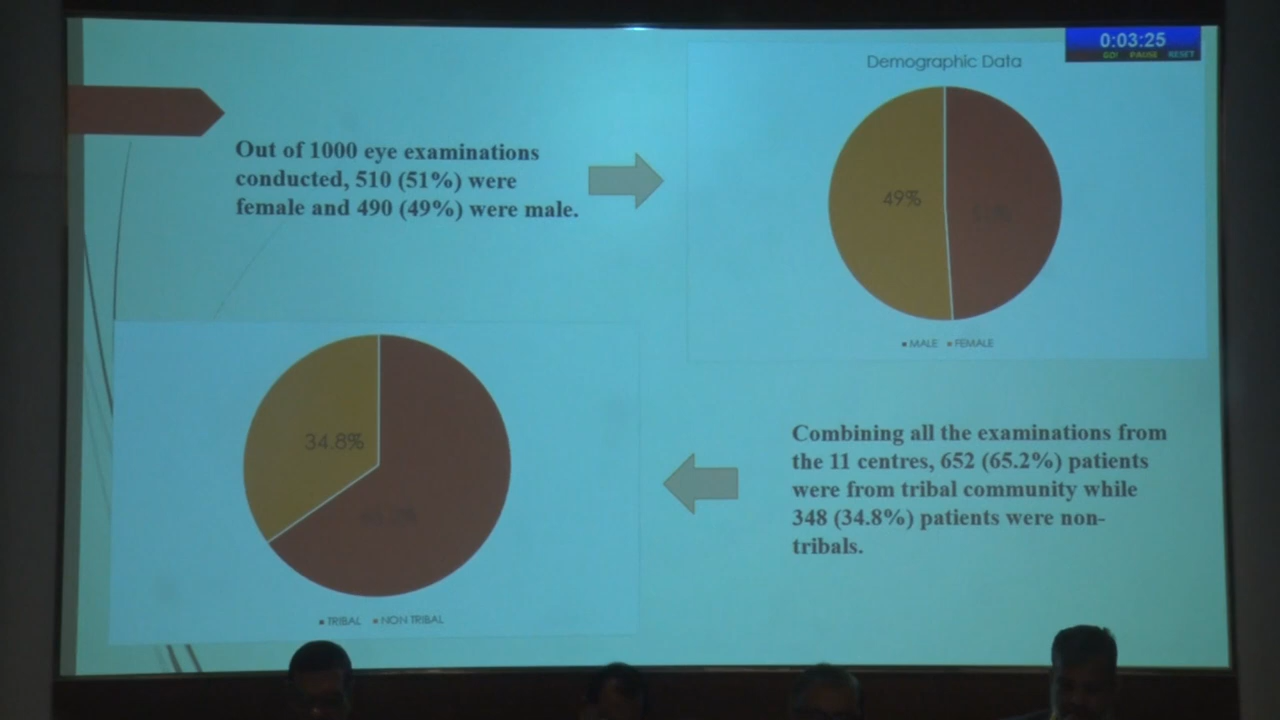 0:03:25
GO! PAUSE RESET
Demographic Data
Out of 1000 eye examinations
conducted, 510 (51%) were
female and 490 (49%) were male.
49%
MALE FEMALE
34.8%
TRIBAL NON TRIBAL
Combining all the examinations from
the 11 centres, 652 (65.2%) patients
were from tribal community while
348 (34.8%) patients were non-
tribals.